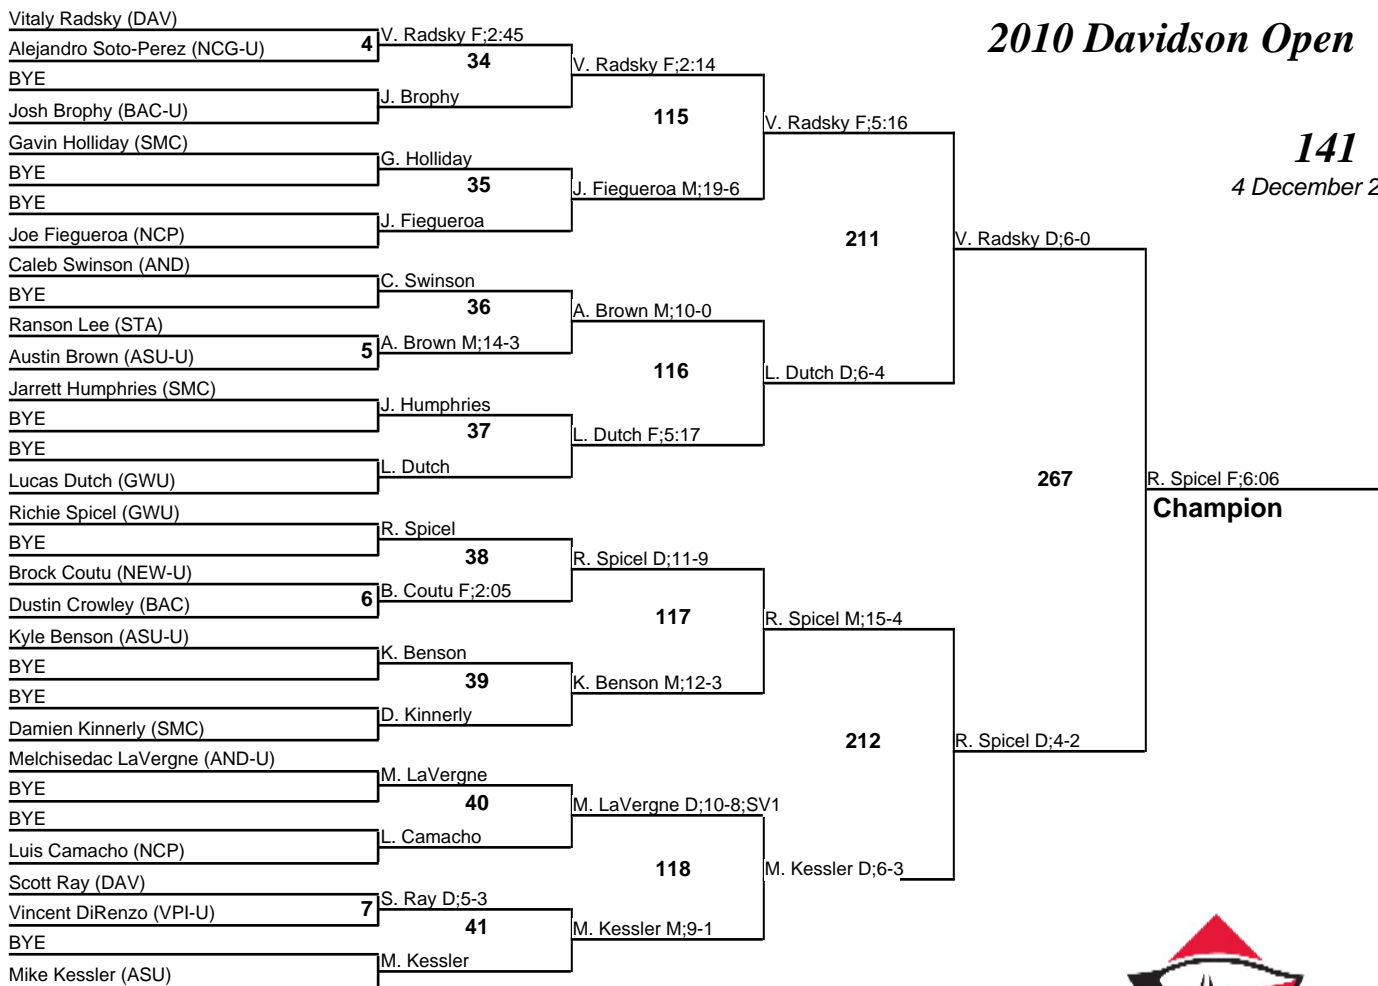 2010 Davidson Open
141
4 December 2
Vitaly Radsky (DAV)
Alejandro Soto-Perez (NCG-U)
BYE
Josh Brophy (BAC-U)
Gavin Holliday (SMC)
BYE
BYE
Joe Fiegueroa (NCP)
Caleb Swinson (AND)
BYE
Ranson Lee (STA)
Austin Brown (ASU-U)
Jarrett Humphries (SMC)
BYE
BYE
Lucas Dutch (GWU)
Richie Spicel (GWU)
BYE
Brock Coutu (NEW-U)
Dustin Crowley (BAC)
Kyle Benson (ASU-U)
BYE
BYE
Damien Kinnerly (SMC)
Melchisedac LaVergne (AND-U)
BYE
BYE
Luis Camacho (NCP)
Scott Ray (DAV)
Vincent DiRenzo (VPI-U)
BYE
Mike Kessler (ASU)
4
5
6
7
V. Radsky F;2:45
34
J. Brophy
G. Holliday
35
J. Fiegueroa
C. Swinson
36
A. Brown M;14-3
J. Humphries
37
L. Dutch
R. Spicel
38
B. Coutu F;2:05
K. Benson
39
D. Kinnerly
M. LaVergne
40
L. Camacho
S. Ray D;5-3
41
M. Kessler
V. Radsky F;2:14
115
J. Fiegueroa M;19-6
A. Brown M;10-0
116
L. Dutch F;5:17
R. Spicel D;11-9
117
K. Benson M;12-3
M. LaVergne D;10-8;SV1
118
M. Kessler M;9-1
V. Radsky F;5:16
211
L. Dutch D;6-4
R. Spicel M;15-4
212
M. Kessler D;6-3
V. Radsky D;6-0
267
R. Spicel D;4-2
R. Spicel F;6:06
Champion